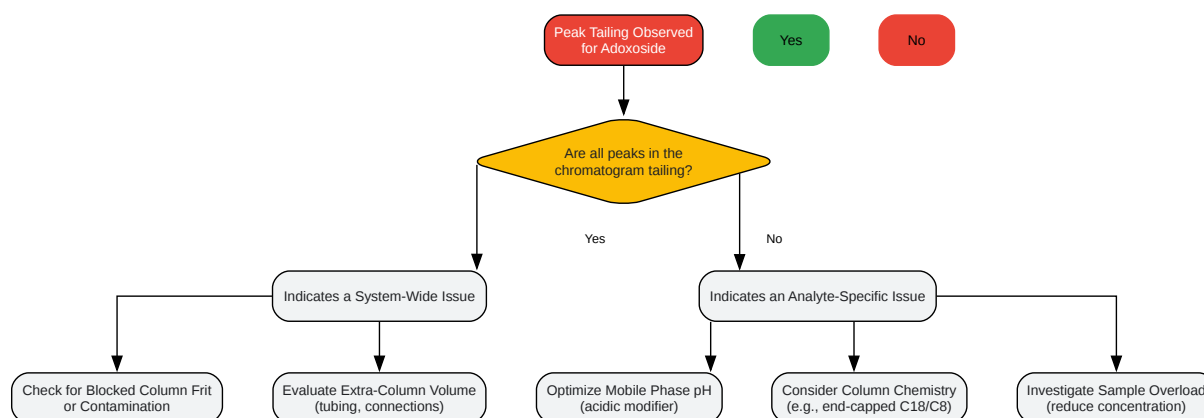 Peak Tailing Observed
for Adoxoside
Yes
No
Are all peaks in the
chromatogram tailing?
Yes
No
Indicates a System-Wide Issue
Indicates an Analyte-Specific Issue
Check for Blocked Column Frit
or Contamination
Evaluate Extra-Column Volume
(tubing, connections)
Optimize Mobile Phase pH
(acidic modifier)
Consider Column Chemistry
(e.g., end-capped C18/C8)
Investigate Sample Overload
(reduce concentration)